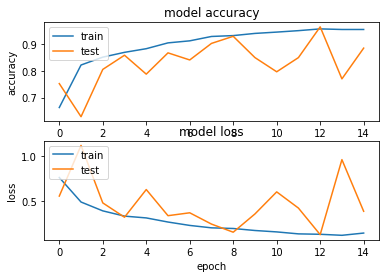 model accuracy
accuracy
0.9
0.8
0.7
train
test
0 2 4 6 8 10 12 14
model loss
loss
1.0
0.5
train
test
0 2 4 6 8 10 12 14
epoch